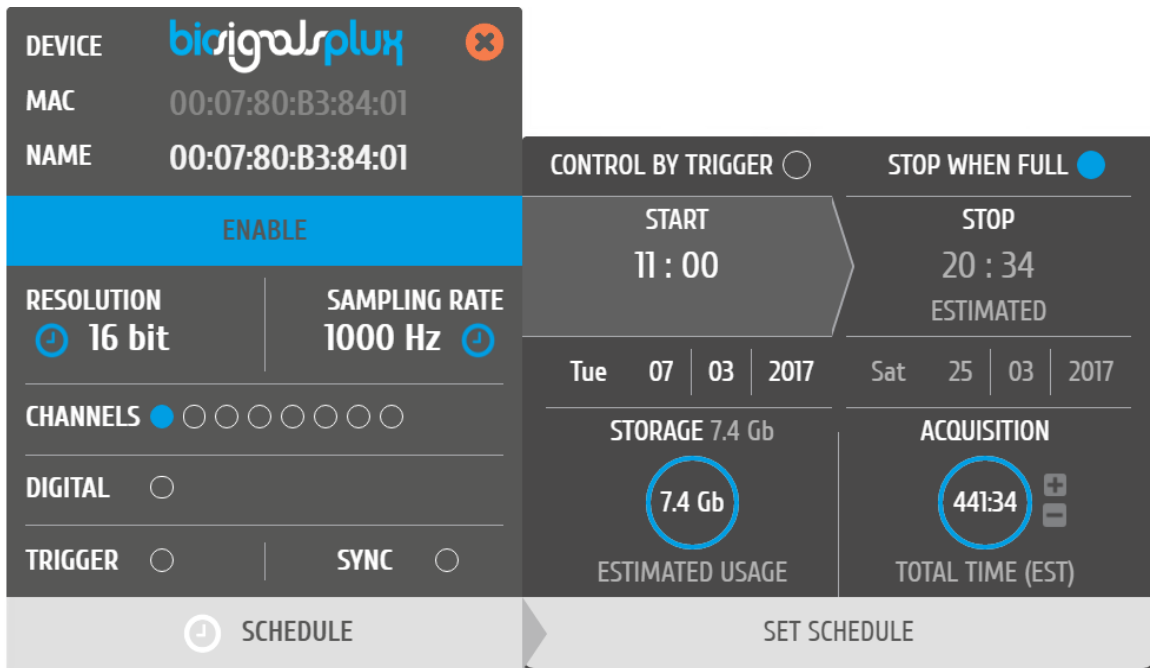 DEVICE biosignalsplux
MAC 00:07:80:B3:84:01
NAME 00:07:80:B3:84:01
ENABLE
RESOLUTION SAMPLING RATE
16 bit 1000 Hz
CHANNELS
DIGITAL
TRIGGER SYNC
SCHEDULE
CONTROL BY TRIGGER STOP WHEN FULL
START STOP
11 : 00 20 : 34
ESTIMATED
Tue 07 03 2017 Sat 25 03 2017
STORAGE 7.4 Gb ACQUISITION
7.4 Gb 441:34
ESTIMATED USAGE TOTAL TIME (EST)
SET SCHEDULE